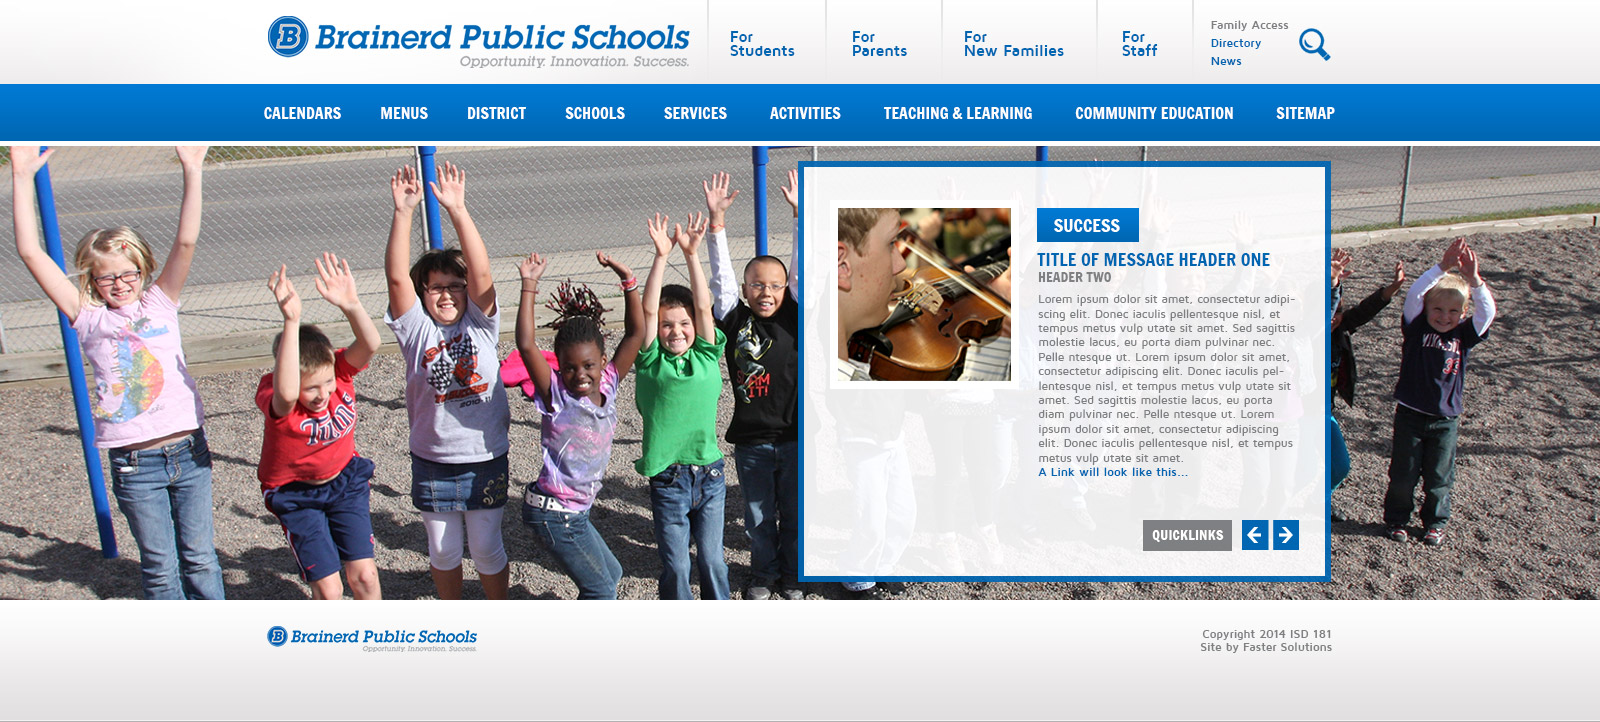 B Brainerd Public Schools
Opportunity. Innovation. Success.
For
Students
For
Parents
For
New Families
For
Staff
Family Access
Directory
News
CALENDARS MENUS DISTRICT SCHOOLS SERVICES ACTIVITIES TEACHING & LEARNING COMMUNITY EDUCATION SITEMAP
SUCCESS
TITLE OF MESSAGE HEADER ONE
HEADER TWO
Lorem ipsum dolor sit amet, consectetur adipi-
scing elit. Donec iaculis pellentesque nisl, et
tempus metus vulp utate sit amet. Sed sagittis
molestie lacus, eu porta diam pulvinar nec.
Pelle ntesque ut. Lorem ipsum dolor sit amet,
consectetur adipiscing elit. Donec iaculis pel-
lentesque nisl, et tempus metus vulp utate sit
amet. Sed sagittis molestie lacus, eu porta
diam pulvinar nec. Pelle ntesque ut. Lorem
ipsum dolor sit amet, consectetur adipiscing
elit. Donec iaculis pellentesque nisl, et tempus
metus vulp utate sit amet.
A Link will look like this...
QUICKLINKS
B Brainerd Public Schools
Opportunity. Innovation. Success.
Copyright 2014 ISD 181
Site by Faster Solutions